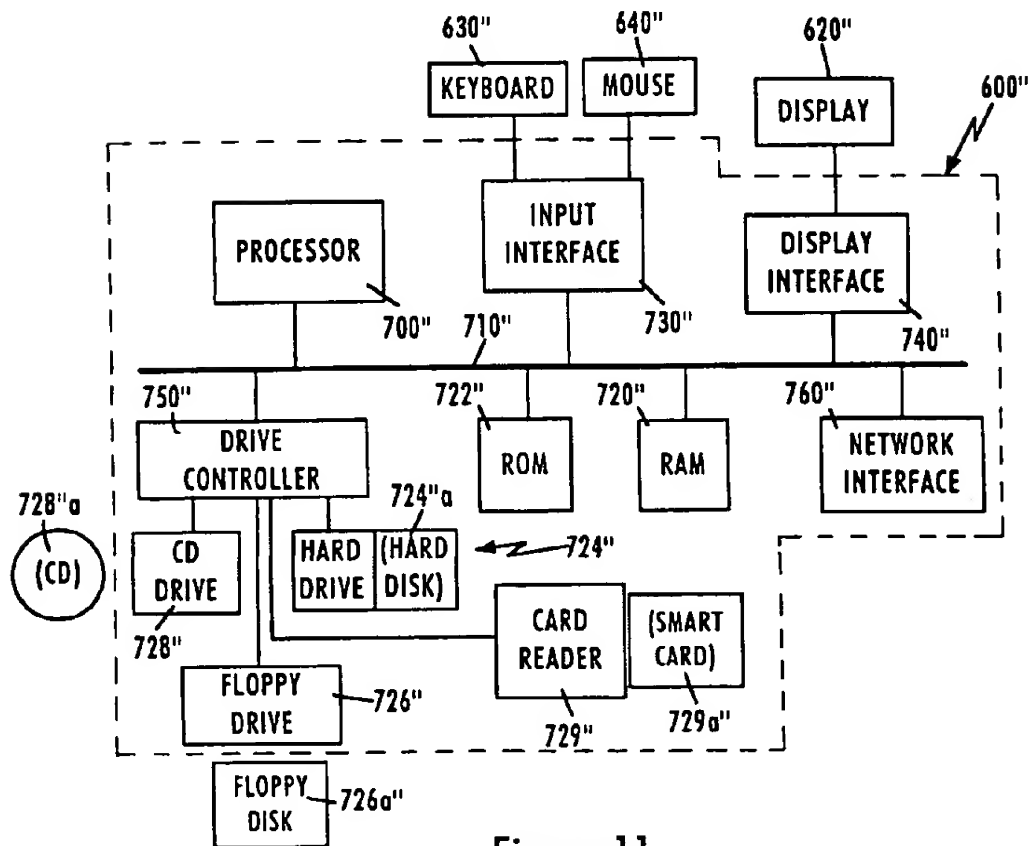 630"
640"
620"
600"
KEYBOARD
MOUSE
DISPLAY
PROCESSOR
INPUT
INTERFACE
DISPLAY
INTERFACE
700"
710"
730"
740"
750"
722"
720"
760"
DRIVE
CONTROLLER
ROM
RAM
NETWORK
INTERFACE
728"a
724"a
(CD)
CD
DRIVE
HARD
DRIVE
(HARD
DISK)
724"
728"
CARD
READER
(SMART
CARD)
FLOPPY
DRIVE
726"
729"
729a"
FLOPPY
DISK
726a"